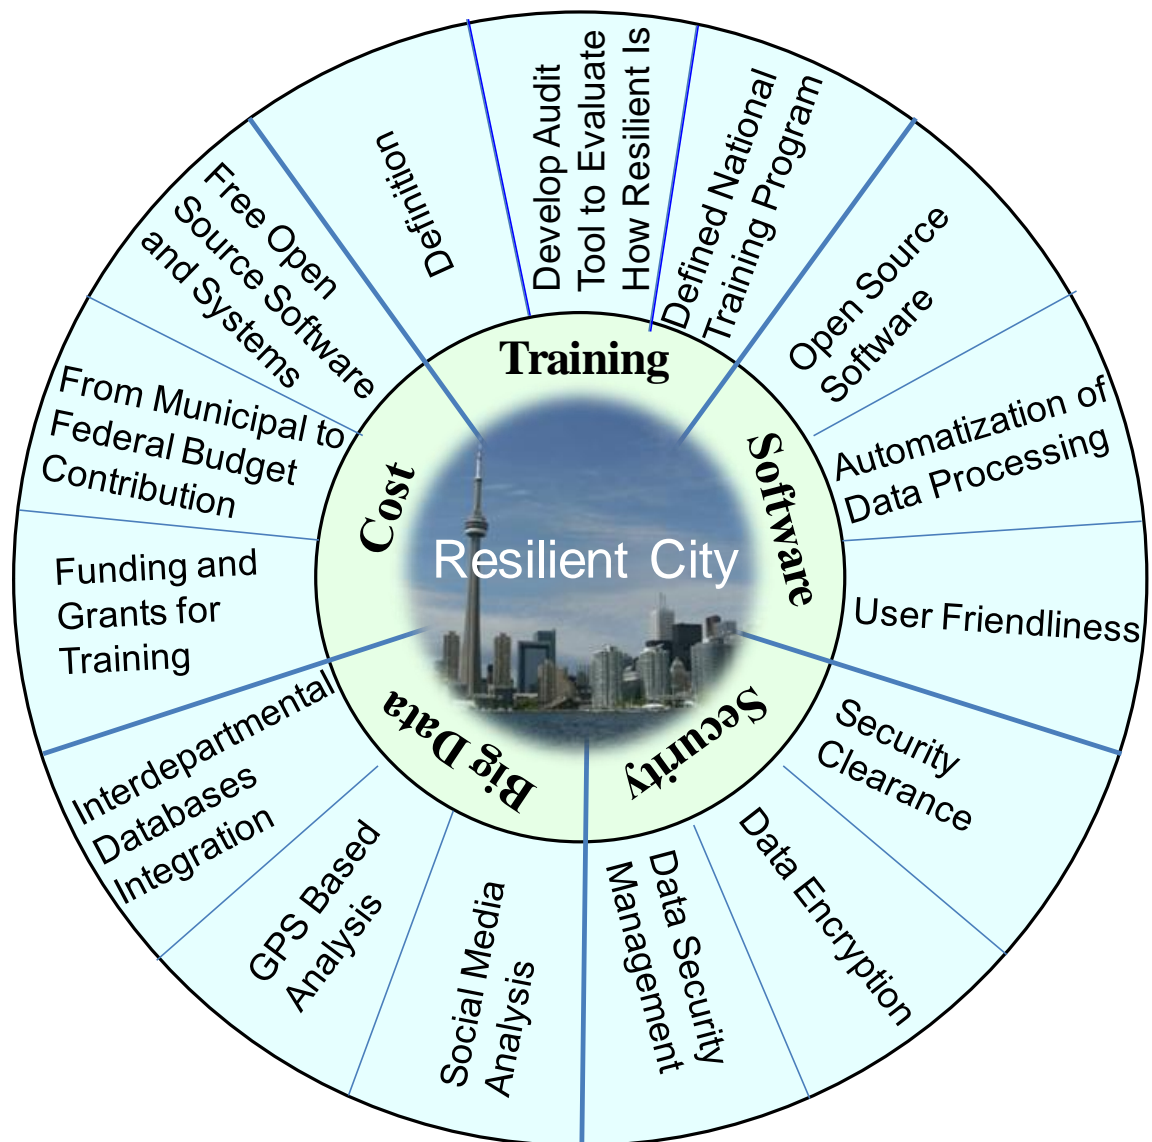 Definition
Develop Audit
Tool to Evaluate
How Resilient Is
Defined National
Training Program
Open Source
Software
Automatization of
Data Processing
User Friendliness
Security
Clearance
Data Encryption
Data Security
Management
Social Media
Analysis
GPS Based
Analysis
Interdepartmental
Databases
Integration
Funding and
Grants for
Training
From Municipal to
Federal Budget
Contribution
Free Open
Source Software
and Systems
Training
Software
Security
Big Data
Cost
Resilient City